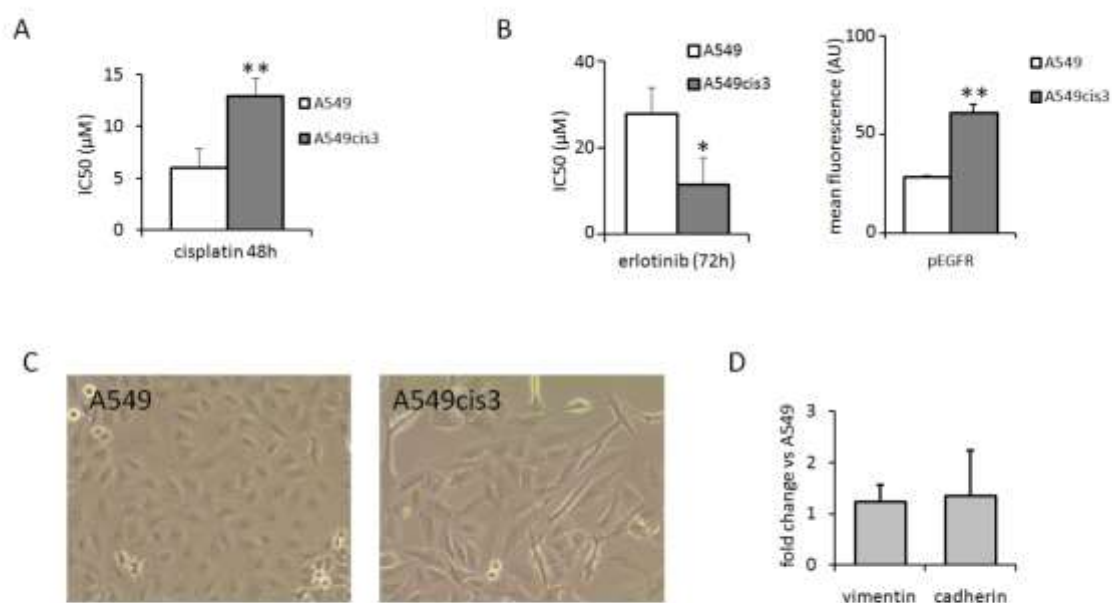 A
IC50 (µM)
15
10
5
0
**
A549
A549cis3
cisplatin 48h
B
IC50 (µM)
40
20
0
*
A549
A549cis3
erlotinib (72h)
mean fluorescence (AU)
100
50
0
**
A549
A549cis3
pEGFR
C
A549
A549cis3
D
fold change vs A549
3
2
1
0
vimentin cadherin